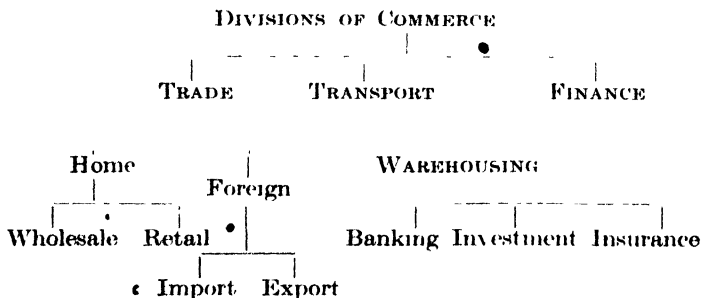 DIVISIONS OF COMMERCE
TRADE TRANSPORT FINANCE
Home WAREHOUSING
Foreign
Wholesale Retail Banking Investment Insurance
Import Export